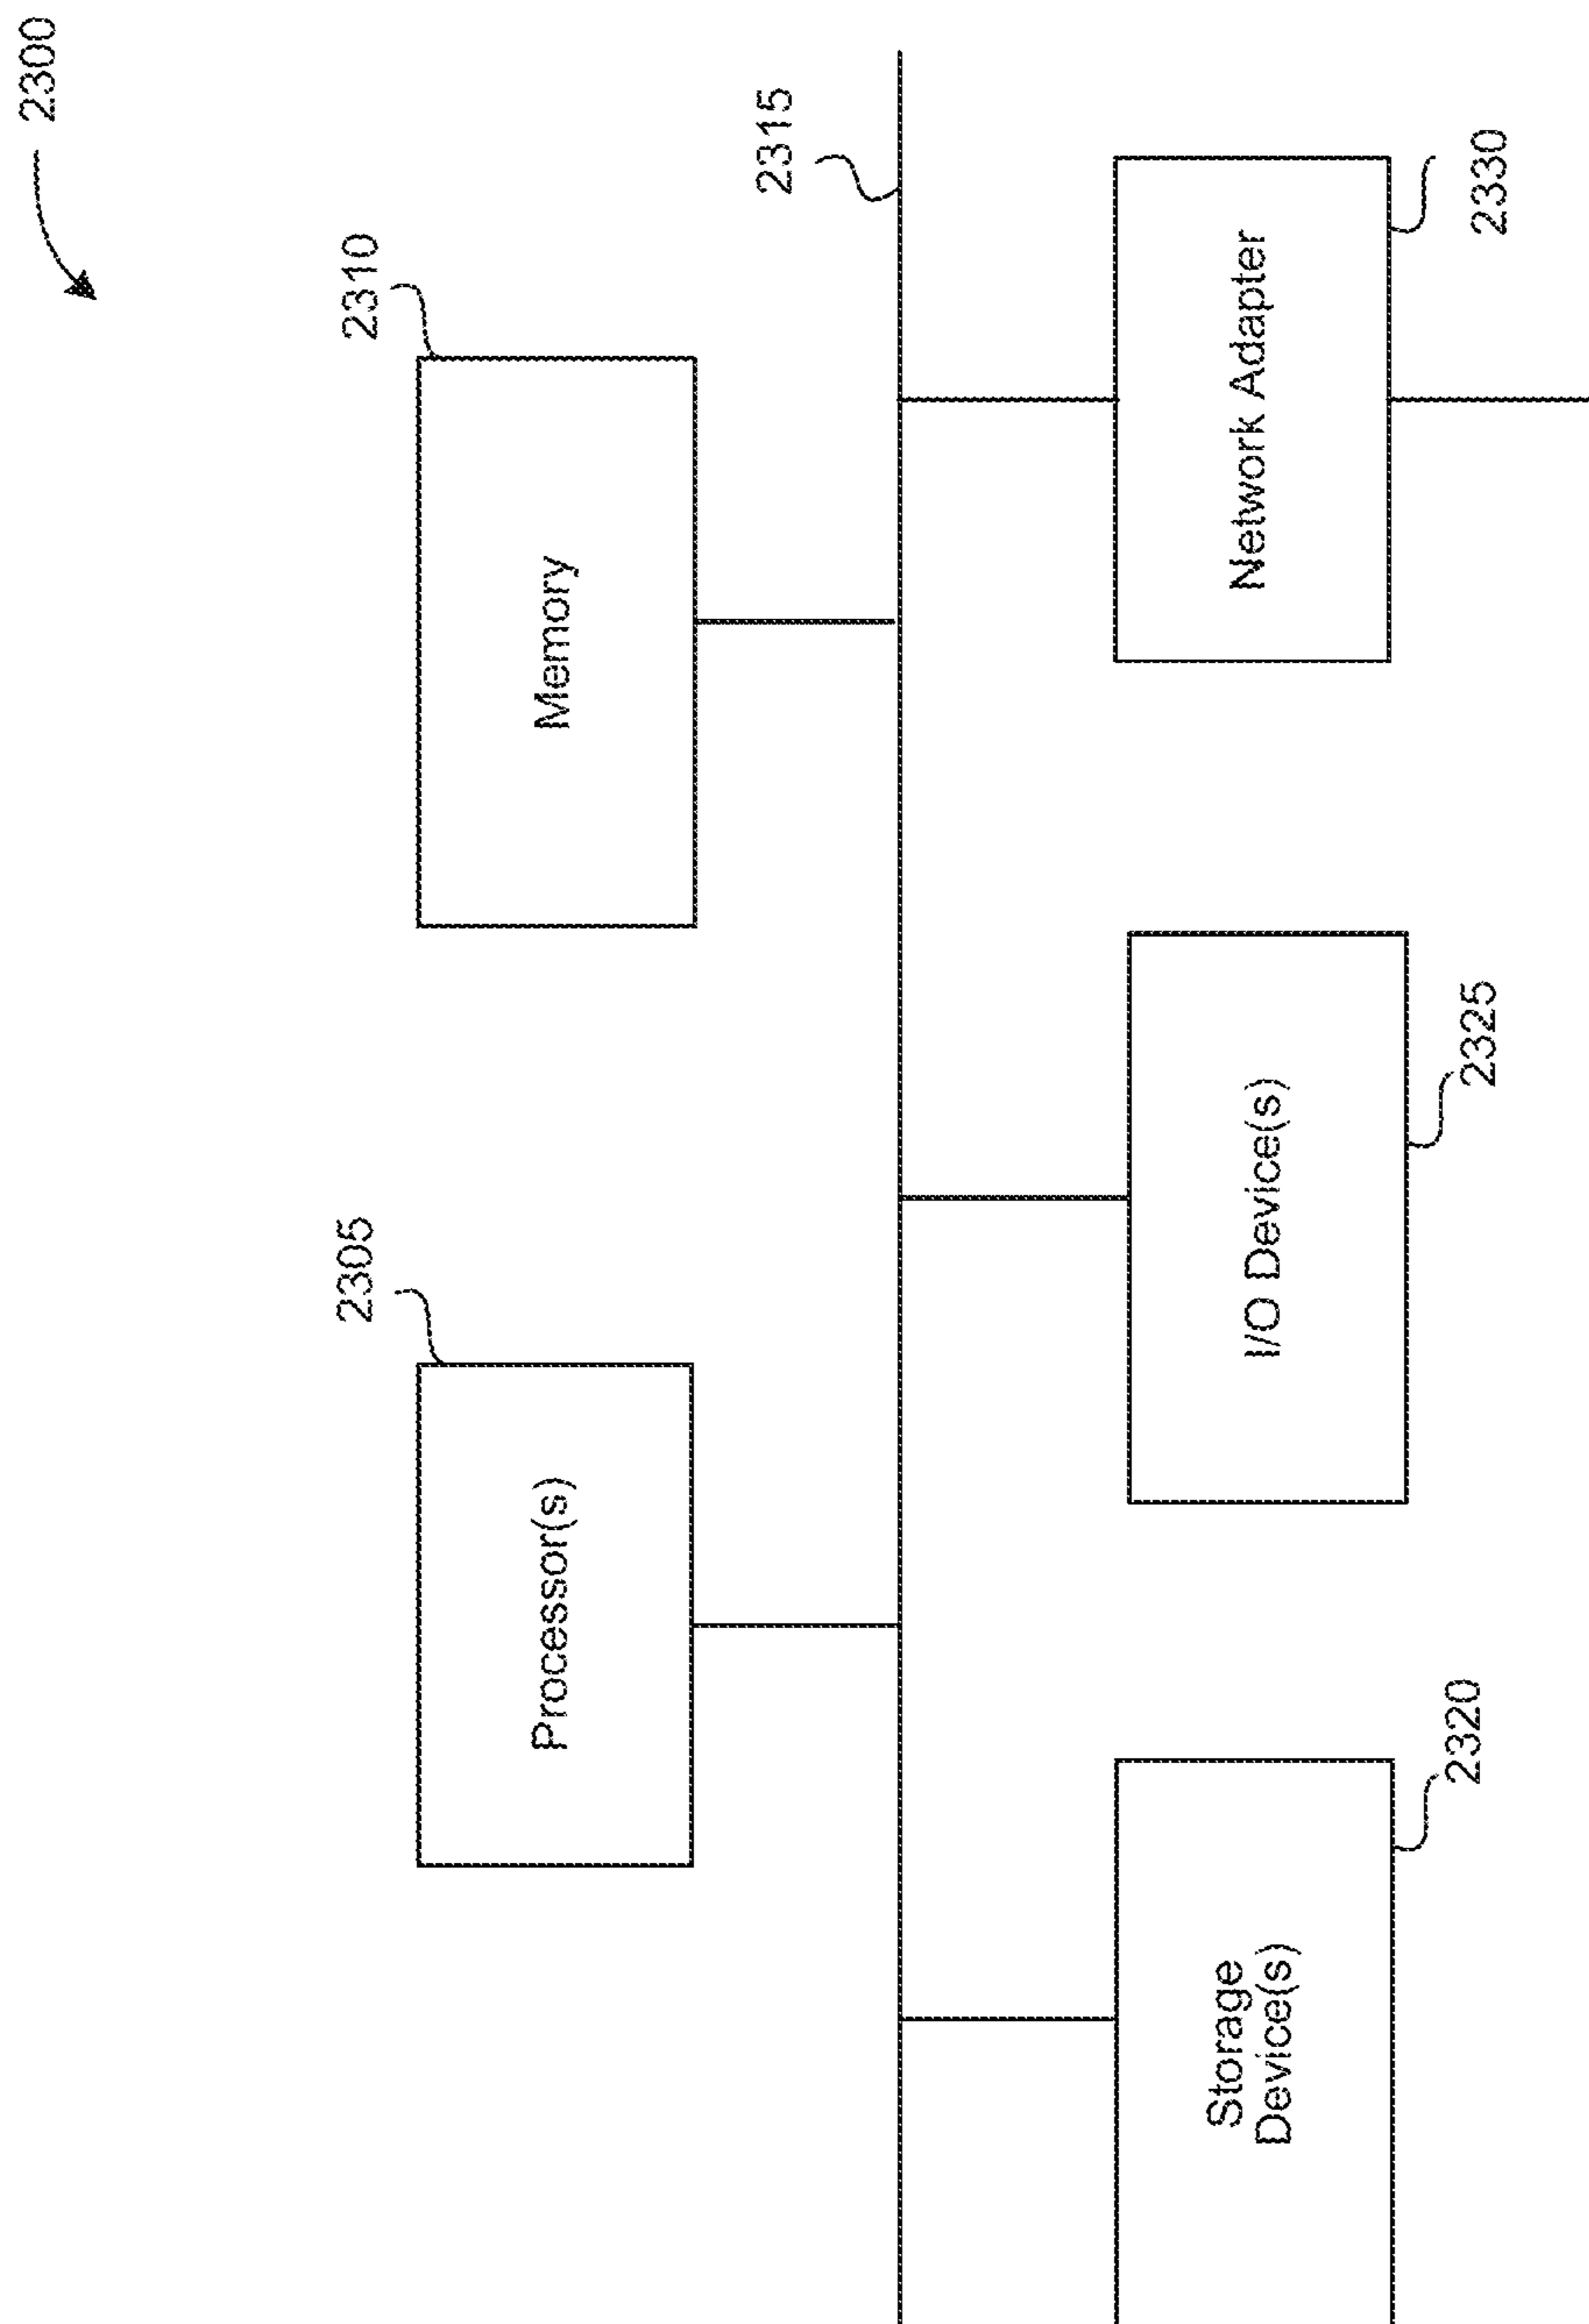 2300
2310
Memory
2305
Processor(s)
2315
Storage
Device(s)
2320
I/O Device(s)
2325
Network Adapter
2330